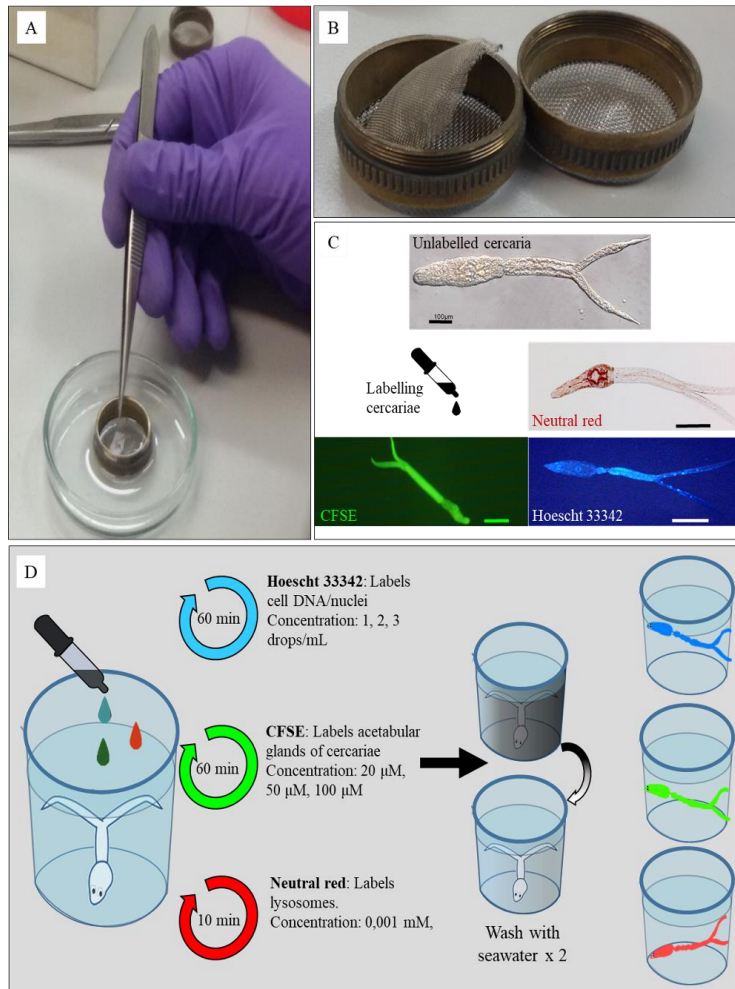 A
B
C
Unlabelled cercaria
100µm
Labelling
cercariae
Neutral red
CFSE
Hoescht 33342
D
60 min
Hoescht 33342: Labels
cell DNA/nuclei
Concentration: 1, 2, 3
drops/mL
60 min
CFSE: Labels acetabular
glands of cercariae
Concentration: 20 µM,
50 µM, 100 µM
10 min
Neutral red: Labels
lysosomes.
Concentration: 0,001 mM,
Wash with
seawater x 2